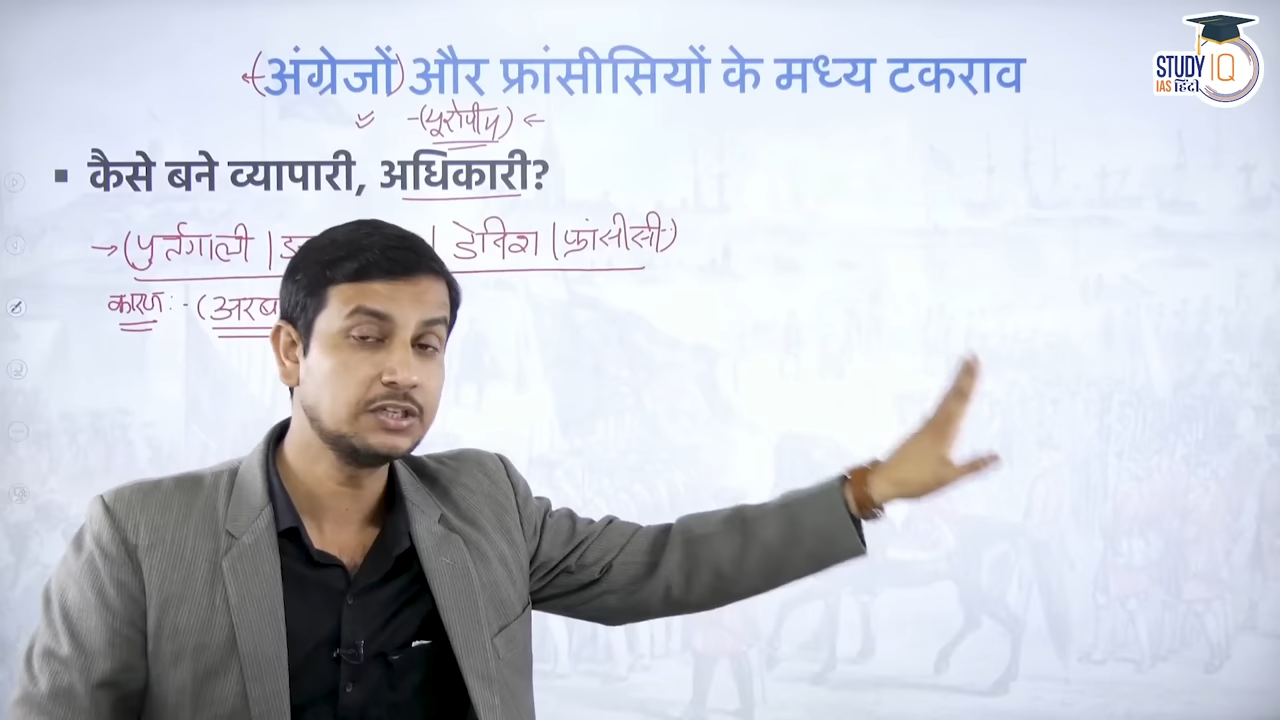 (अंग्रेजों) और फ्रांसीसियों के मध्य टकराव
STUDY IQ
IAS हिंदी
-(यूरोपीय)
▪ कैसे बने व्यापारी, अधिकारी?
→(पुर्तगाली | | डेनिश | फ्रांसीसी)
कारण:- (अरब